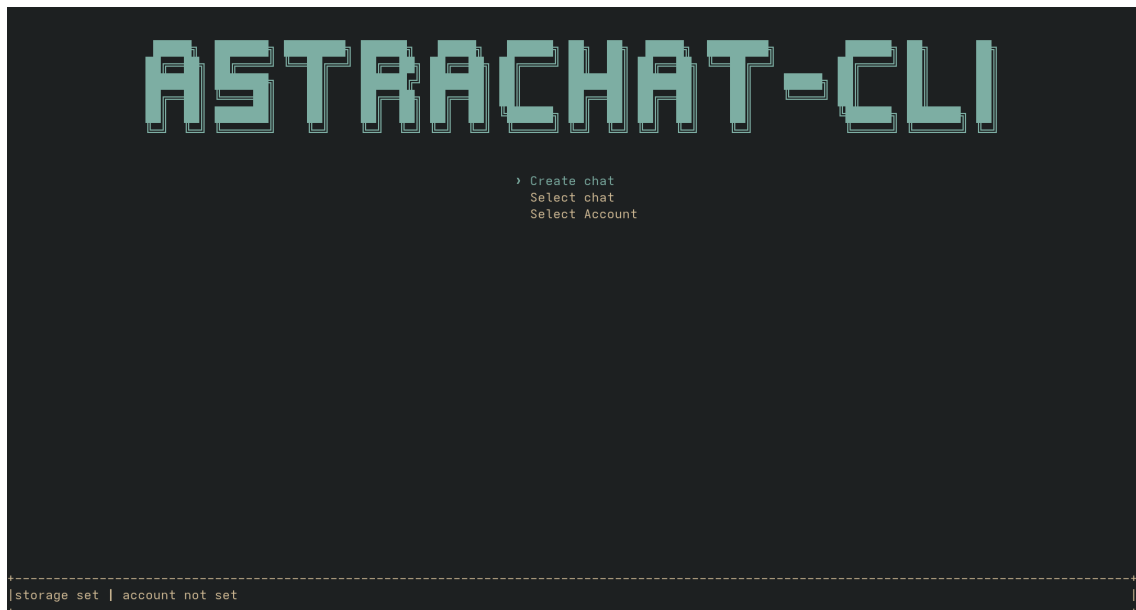 ASTRACHAT-CLI
› Create chat
Select chat
Select Account
storage set | account not set